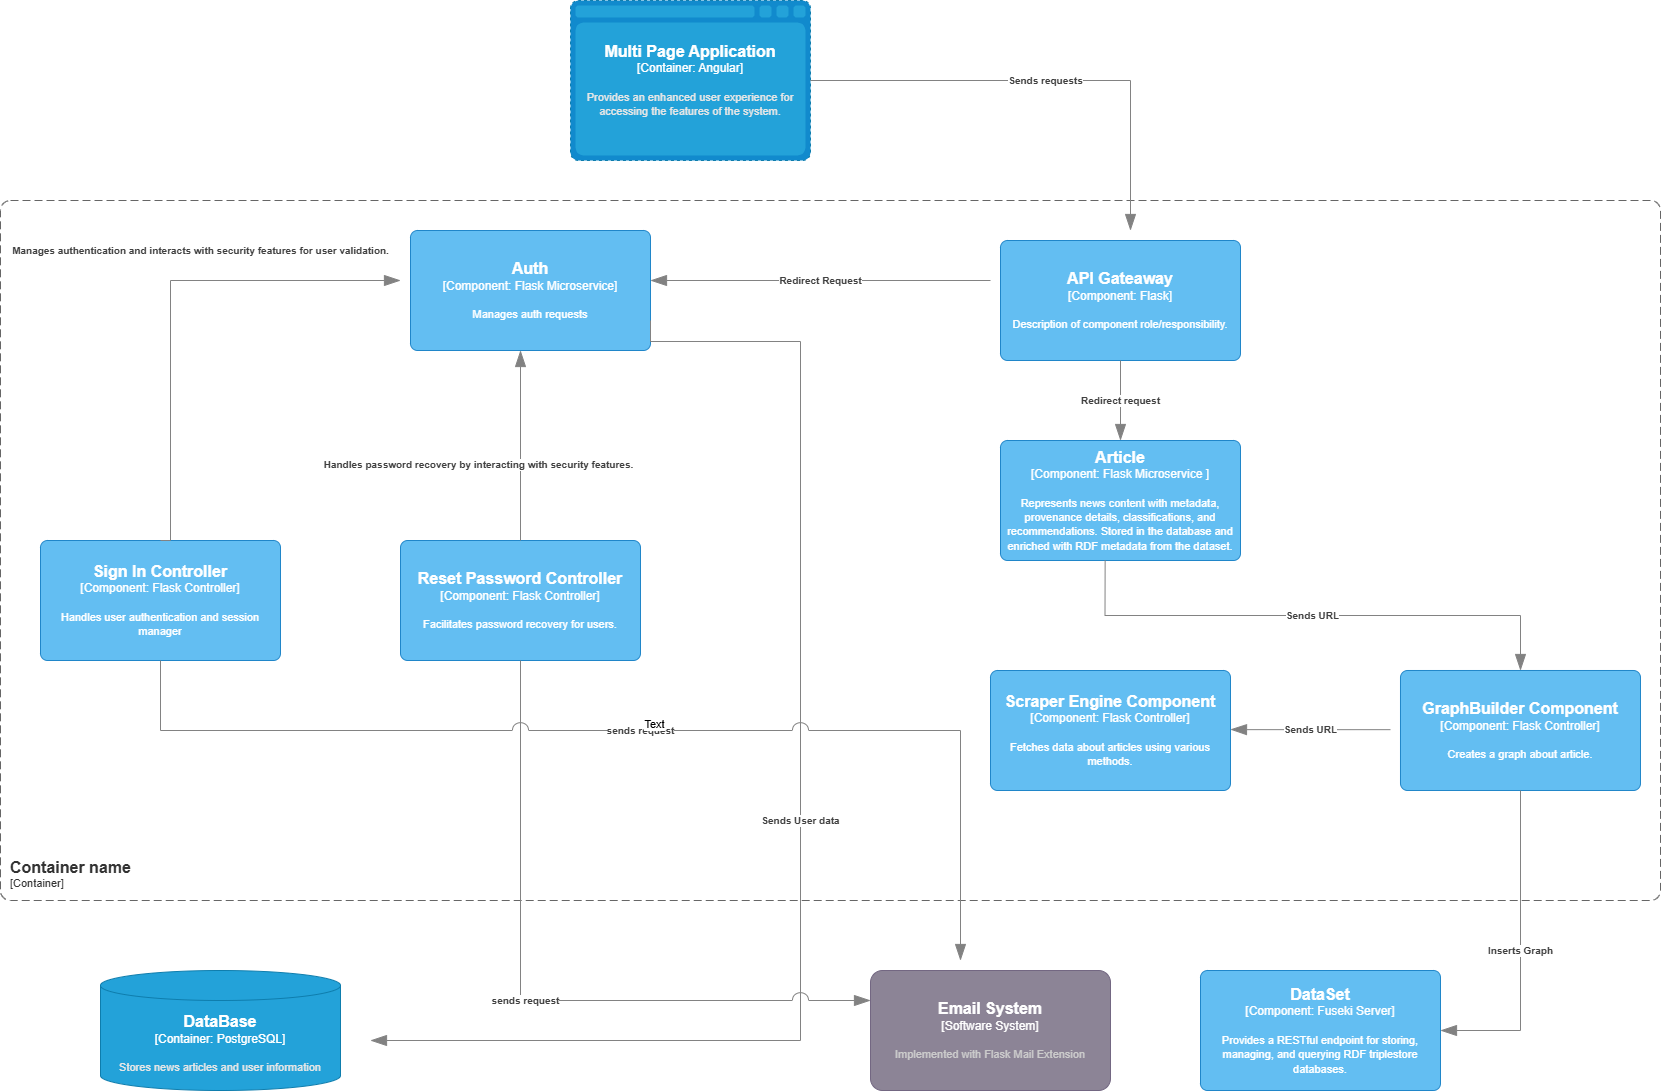 Multi Page Application
[Container: Angular]
Provides an enhanced user experience for
accessing the features of the system.
Sends requests
Manages authentication and interacts with security features for user validation.
Auth
[Component: Flask Microservice]
Manages auth requests
Redirect Request
API Gateaway
[Component: Flask]
Description of component role/responsibility.
Redirect request
Article
[Component: Flask Microservice ]
Represents news content with metadata,
provenance details, classifications, and
recommendations. Stored in the database and
enriched with RDF metadata from the dataset.
Handles password recovery by interacting with security features.
Sign In Controller
[Component: Flask Controller]
Handles user authentication and session
manager
Reset Password Controller
[Component: Flask Controller]
Facilitates password recovery for users.
Sends URL
Scraper Engine Component
[Component: Flask Controller]
Fetches data about articles using various
methods.
Sends URL
GraphBuilder Component
[Component: Flask Controller]
Creates a graph about article.
Text
sends request
Sends User data
Container name
[Container]
Inserts Graph
sends request
DataBase
[Container: PostgreSQL]
Stores news articles and user information
Email System
[Software System]
Implemented with Flask Mail Extension
DataSet
[Component: Fuseki Server]
Provides a RESTful endpoint for storing,
managing, and querying RDF triplestore
databases.